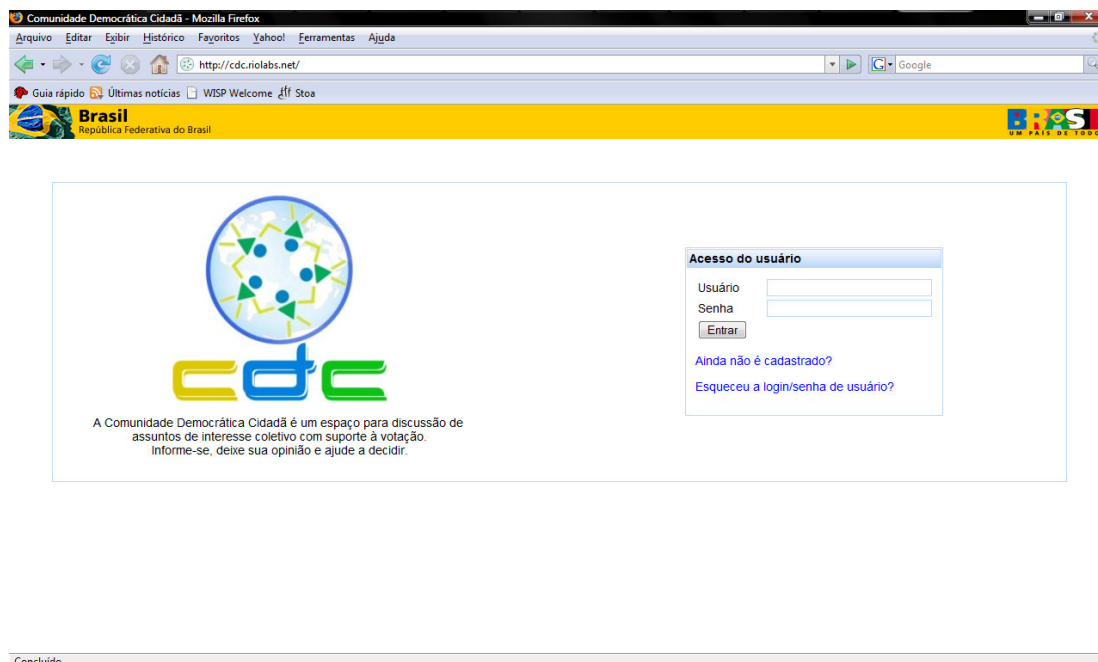 Comunidade Democrática Cidadã - Mozilla Firefox
Arquivo Editar Exibir Histórico Favoritos Yahoo! Ferramentas Ajuda
http://cdc.riolabs.net/
G Google
Guia rápido Últimas notícias WISP Welcome Stoa
Brasil
República Federativa do Brasil
BRASI
UM PAÍS DE TODO
Acesso do usuário
Usuário
Senha
Entrar
Ainda não é cadastrado?
Esqueceu a login/senha de usuário?
cdc
A Comunidade Democrática Cidadã é um espaço para discussão de
assuntos de interesse coletivo com suporte à votação.
Informe-se, deixe sua opinião e ajude a decidir.
Concluído